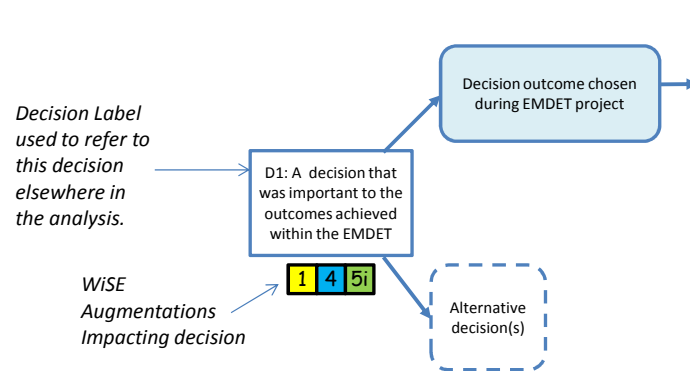 Decision Label
used to refer to
this decision
elsewhere in
the analysis.
Decision outcome chosen
during EMDET project
D1: A decision that
was important to the
outcomes achieved
within the EMDET
1 4 5i
WiSE
Augmentations
Impacting decision
Alternative
decision(s)